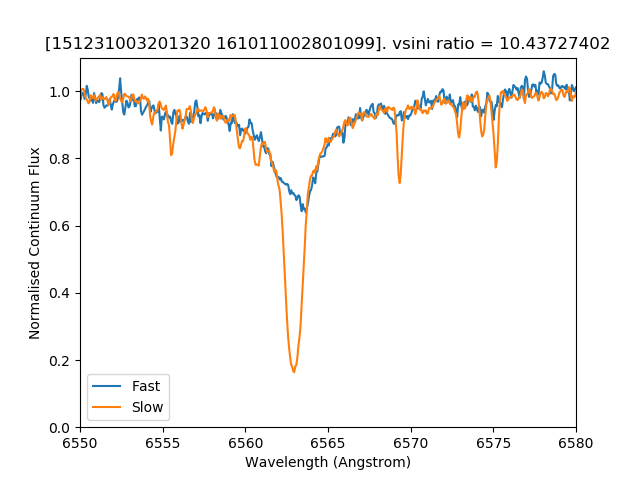 [151231003201320 161011002801099]. vsini ratio = 10.43727402
1.0
0.8
0.6
0.4
0.2
0.0
Normalised Continuum Flux
Fast
Slow
6550 6555 6560 6565 6570 6575 6580
Wavelength (Angstrom)